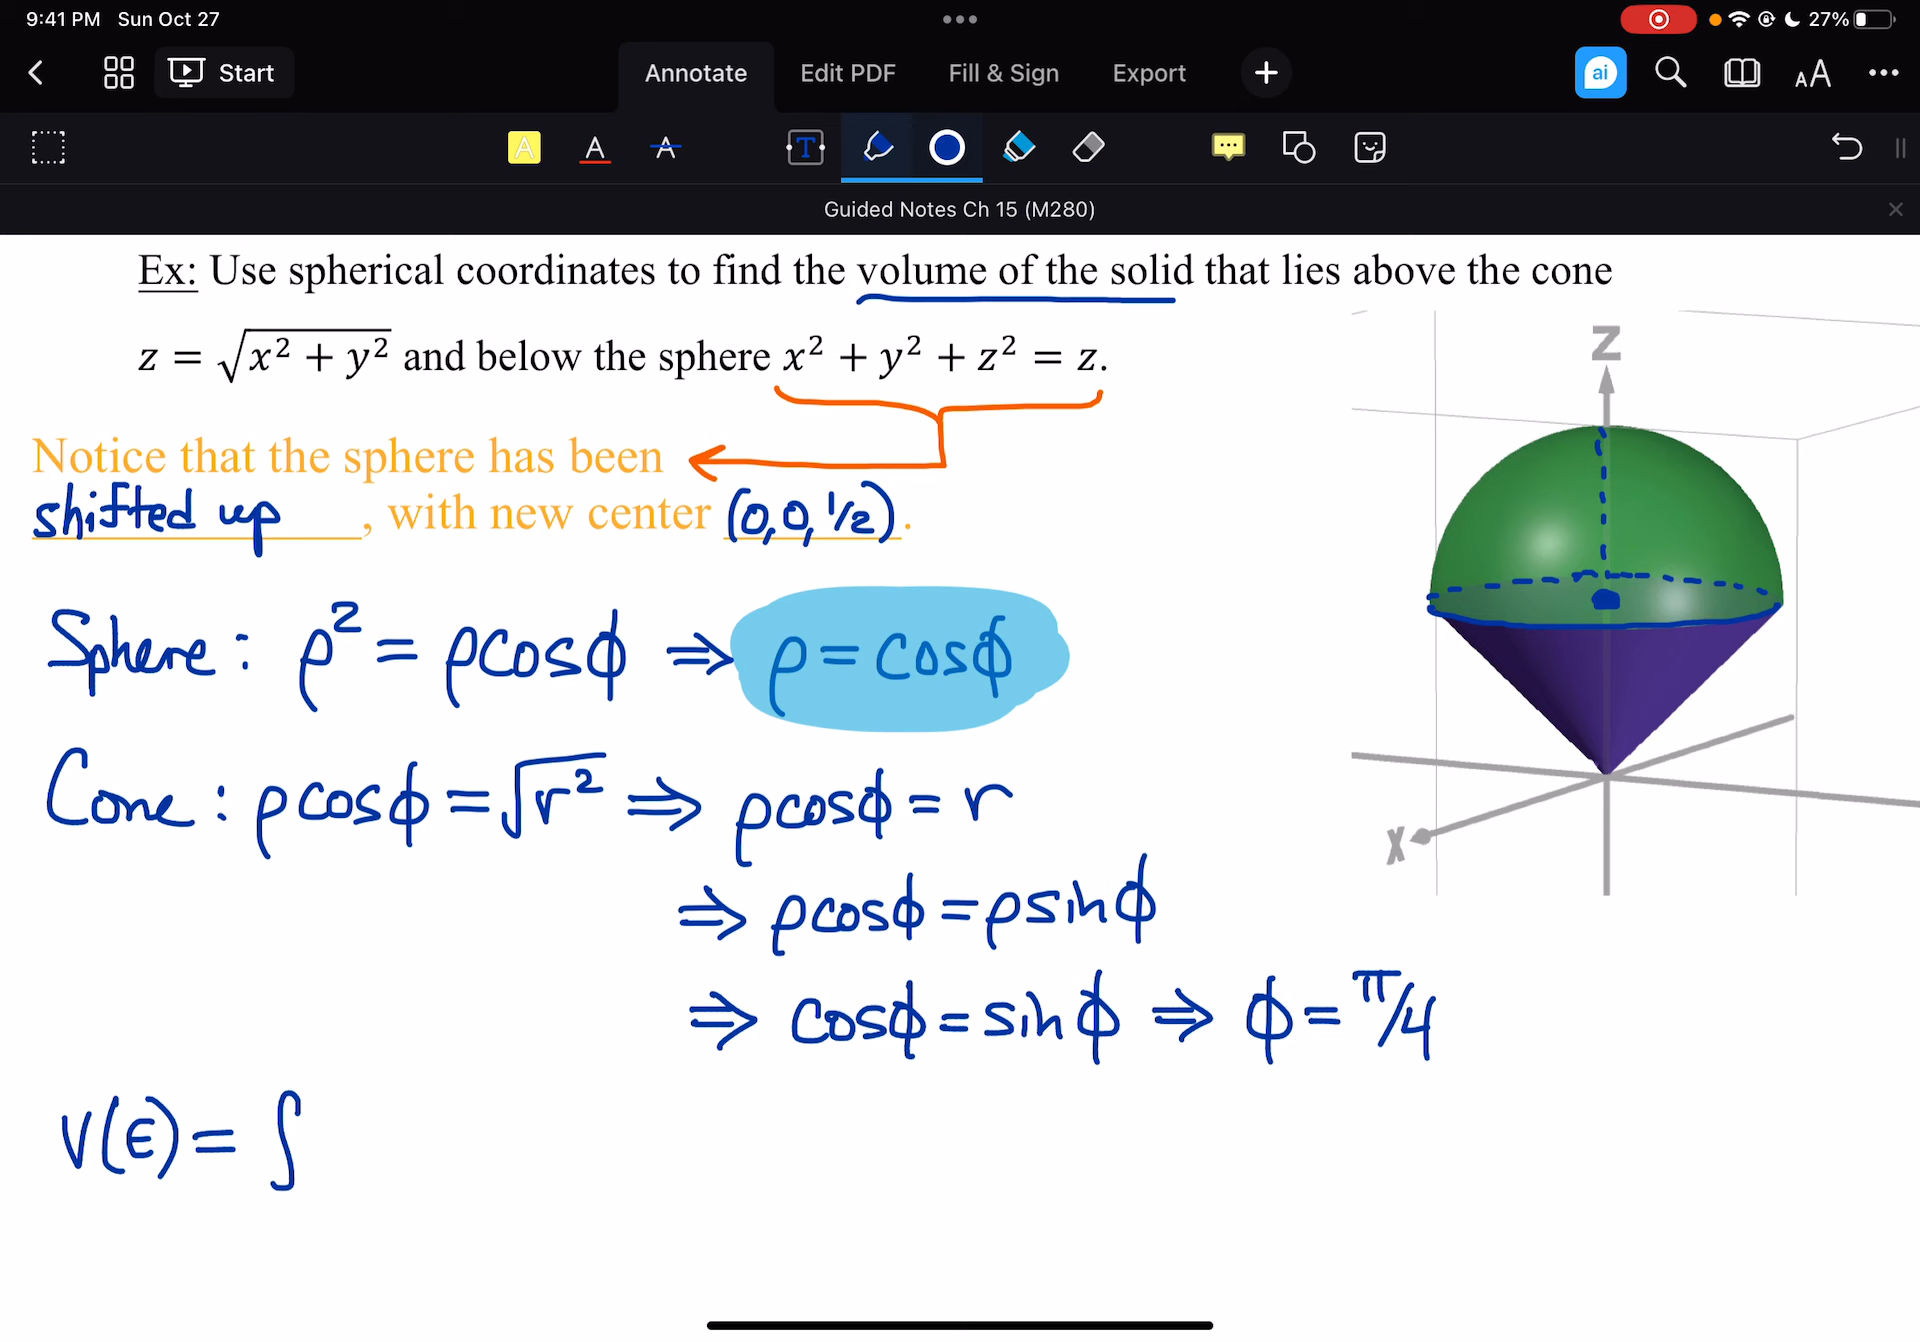 9:41 PM Sun Oct 27
27%
Start
Annotate
Edit PDF
Fill & Sign
Export
ai
AA
A A A T
Guided Notes Ch 15 (M280)
Ex: Use spherical coordinates to find the volume of the solid that lies above the cone
z = √(x² + y²) and below the sphere x² + y² + z² = z.
Notice that the sphere has been
shifted up, with new center (0,0,1/2).
Sphere: ρ² = ρcosϕ ⇒ ρ = cosϕ
Cone: ρcosϕ = √r² ⇒ ρcosϕ = r
⇒ ρcosϕ = ρsinϕ
⇒ cosϕ = sinϕ ⇒ ϕ = π/4
V(E) = ∫
Z
X